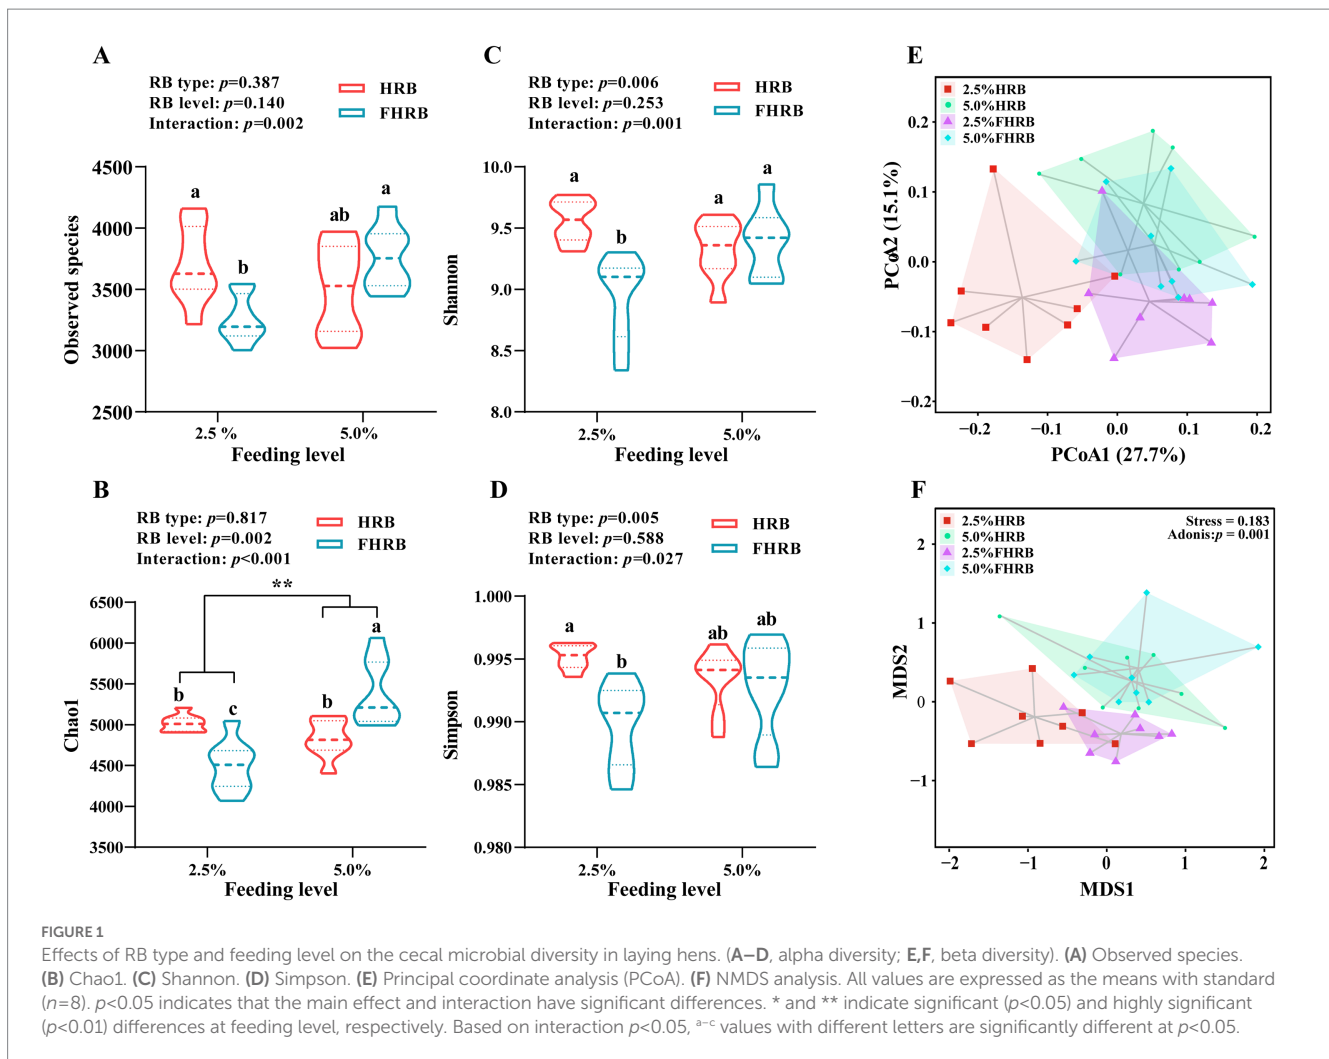 A
RB type: p=0.387
RB level: p=0.140
Interaction: p=0.002
HRB
FHRB
Observed species
4500
4000
3500
3000
2500
a
b
ab
a
2.5 %
5.0%
Feeding level
C
RB type: p=0.006
RB level: p=0.253
Interaction: p=0.001
HRB
FHRB
Shannon
10.0
9.5
9.0
8.5
8.0
a
b
a
a
2.5%
5.0%
Feeding level
E
2.5%HRB
5.0%HRB
2.5%FHRB
5.0%FHRB
PCoA2 (15.1%)
0.2
0.1
0.0
−0.1
−0.2
−0.2
−0.1
0.0
0.1
0.2
PCoA1 (27.7%)
B
RB type: p=0.817
RB level: p=0.002
Interaction: p<0.001
HRB
FHRB
**
Chao1
6500
6000
5500
5000
4500
4000
3500
b
c
b
a
2.5%
5.0%
Feeding level
D
RB type: p=0.005
RB level: p=0.588
Interaction: p=0.027
HRB
FHRB
Simpson
1.000
0.995
0.990
0.985
0.980
a
b
ab
ab
2.5%
5.0%
Feeding level
F
2.5%HRB
5.0%HRB
2.5%FHRB
5.0%FHRB
Stress = 0.183
Adonis:p = 0.001
MDS2
2
1
0
−1
−2
−1
0
1
2
MDS1
FIGURE 1
Effects of RB type and feeding level on the cecal microbial diversity in laying hens. (A–D, alpha diversity; E,F, beta diversity). (A) Observed species.
(B) Chao1. (C) Shannon. (D) Simpson. (E) Principal coordinate analysis (PCoA). (F) NMDS analysis. All values are expressed as the means with standard
(n=8). p<0.05 indicates that the main effect and interaction have significant differences. * and ** indicate significant (p<0.05) and highly significant
(p<0.01) differences at feeding level, respectively. Based on interaction p<0.05, a–c values with different letters are significantly different at p<0.05.